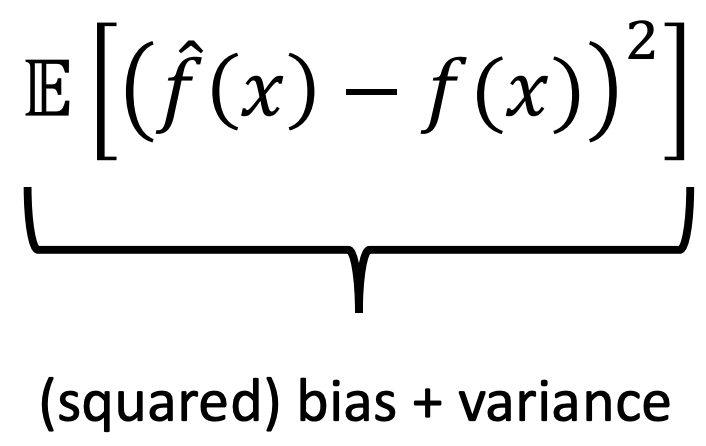 𝔼[(f̂(x) − f(x))²]
(squared) bias + variance